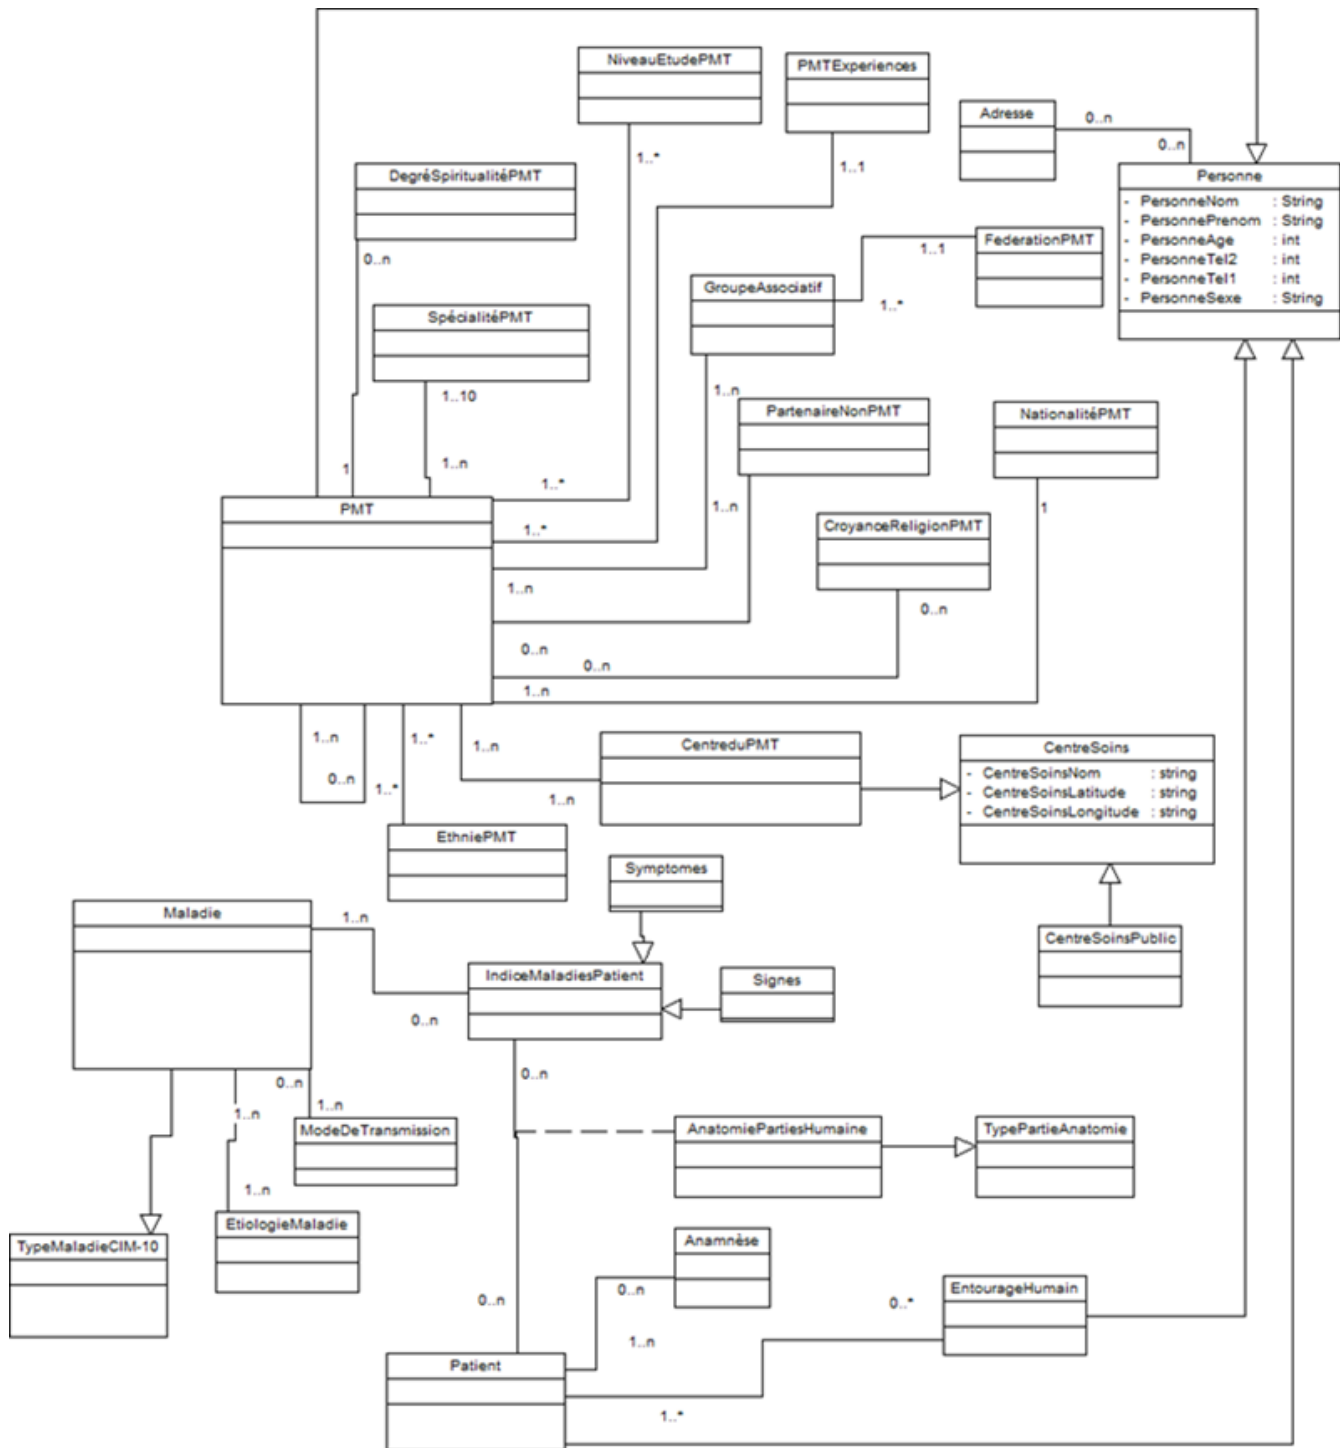 NiveauEtudePMT
PMTExperiences
Adresse
0..n
0..n
1..*
1..1
DegréSpiritualitéPMT
Personne
- PersonneNom : String
- PersonnePrenom : String
- PersonneAge : int
- PersonneTel2 : int
- PersonneTel1 : int
- PersonneSexe : String
0..n
FederationPMT
1..1
GroupeAssociatif
1..*
SpécialitéPMT
1..10
1..n
PartenaireNonPMT
NationalitéPMT
1
1..n
1..*
1..n
1
PMT
1..*
CroyanceReligionPMT
1..n
0..n
0..n
0..n
1..n
1..n
1..*
1..n
CentreduPMT
CentreSoins
- CentreSoinsNom : string
- CentreSoinsLatitude : string
- CentreSoinsLongitude : string
0..n
1..*
1..n
EthniePMT
Symptomes
Maladie
1..n
CentreSoinsPublic
IndiceMaladiesPatient
Signes
0..n
0..n
0..n
1..n
1..n
ModeDeTransmission
AnatomiePartiesHumaine
TypePartieAnatomie
1..n
EtiologieMaladie
TypeMaladieCIM-10
Anamnèse
0..n
0..n
EntourageHumain
0..*
1..n
Patient
1..*